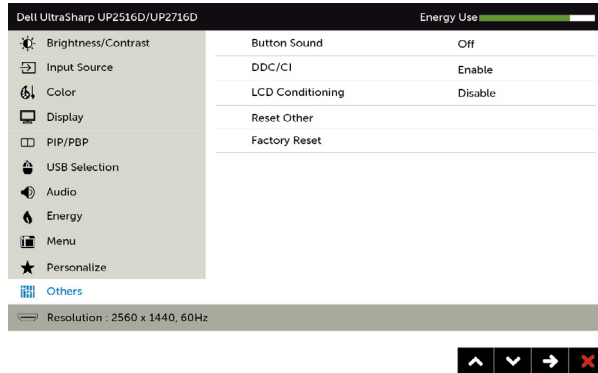 Dell UltraSharp UP2516D/UP2716D Energy Use
Brightness/Contrast
Input Source
Color
Display
PIP/PBP
USB Selection
Audio
Energy
Menu
Personalize
Others
Button Sound Off
DDC/CI Enable
LCD Conditioning Disable
Reset Other
Factory Reset
Resolution : 2560 x 1440, 60Hz